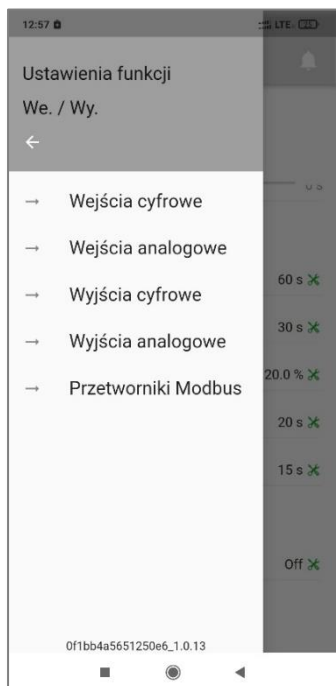 12:57
LTE
Ustawienia funkcji
We. / Wy.
Wejścia cyfrowe
Wejścia analogowe
Wyjścia cyfrowe
Wyjścia analogowe
Przetworniki Modbus
60 s
30 s
20.0 %
20 s
15 s
Off
0f1bb4a5651250e6_1.0.13